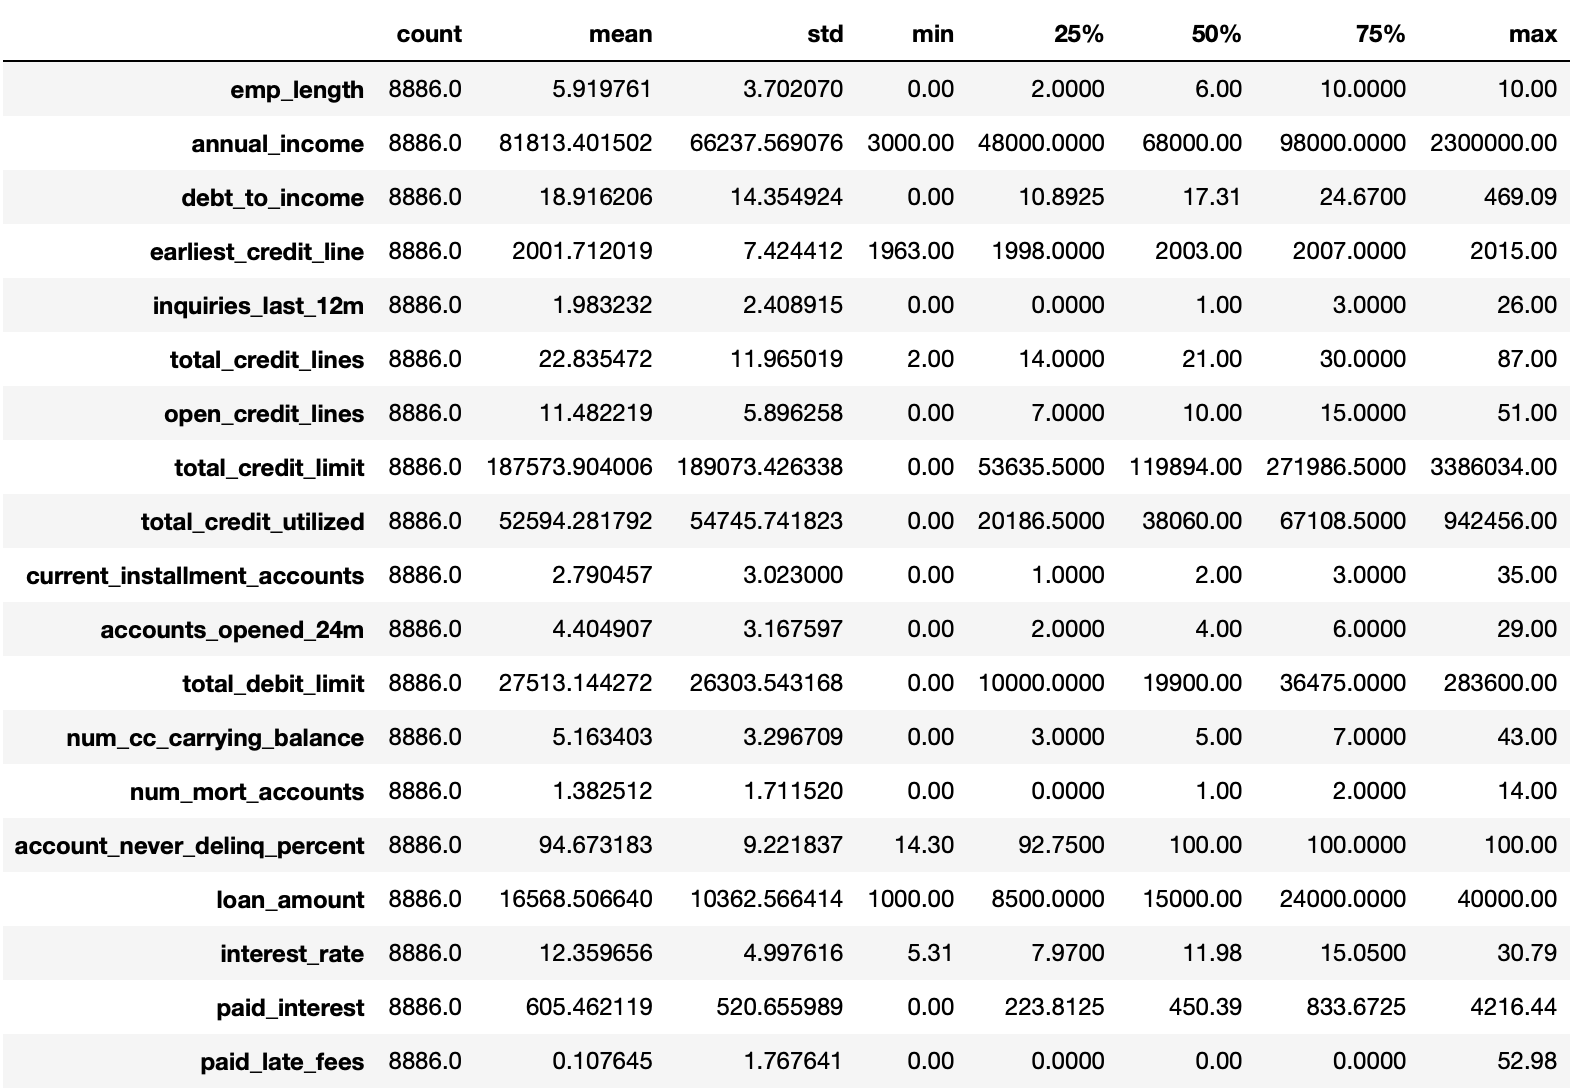 count mean std min 25% 50% 75% max
emp_length 8886.0 5.919761 3.702070 0.00 2.0000 6.00 10.0000 10.00
annual_income 8886.0 81813.401502 66237.569076 3000.00 48000.0000 68000.00 98000.0000 2300000.00
debt_to_income 8886.0 18.916206 14.354924 0.00 10.8925 17.31 24.6700 469.09
earliest_credit_line 8886.0 2001.712019 7.424412 1963.00 1998.0000 2003.00 2007.0000 2015.00
inquiries_last_12m 8886.0 1.983232 2.408915 0.00 0.0000 1.00 3.0000 26.00
total_credit_lines 8886.0 22.835472 11.965019 2.00 14.0000 21.00 30.0000 87.00
open_credit_lines 8886.0 11.482219 5.896258 0.00 7.0000 10.00 15.0000 51.00
total_credit_limit 8886.0 187573.904006 189073.426338 0.00 53635.5000 119894.00 271986.5000 3386034.00
total_credit_utilized 8886.0 52594.281792 54745.741823 0.00 20186.5000 38060.00 67108.5000 942456.00
current_installment_accounts 8886.0 2.790457 3.023000 0.00 1.0000 2.00 3.0000 35.00
accounts_opened_24m 8886.0 4.404907 3.167597 0.00 2.0000 4.00 6.0000 29.00
total_debit_limit 8886.0 27513.144272 26303.543168 0.00 10000.0000 19900.00 36475.0000 283600.00
num_cc_carrying_balance 8886.0 5.163403 3.296709 0.00 3.0000 5.00 7.0000 43.00
num_mort_accounts 8886.0 1.382512 1.711520 0.00 0.0000 1.00 2.0000 14.00
account_never_delinq_percent 8886.0 94.673183 9.221837 14.30 92.7500 100.00 100.0000 100.00
loan_amount 8886.0 16568.506640 10362.566414 1000.00 8500.0000 15000.00 24000.0000 40000.00
interest_rate 8886.0 12.359656 4.997616 5.31 7.9700 11.98 15.0500 30.79
paid_interest 8886.0 605.462119 520.655989 0.00 223.8125 450.39 833.6725 4216.44
paid_late_fees 8886.0 0.107645 1.767641 0.00 0.0000 0.00 0.0000 52.98